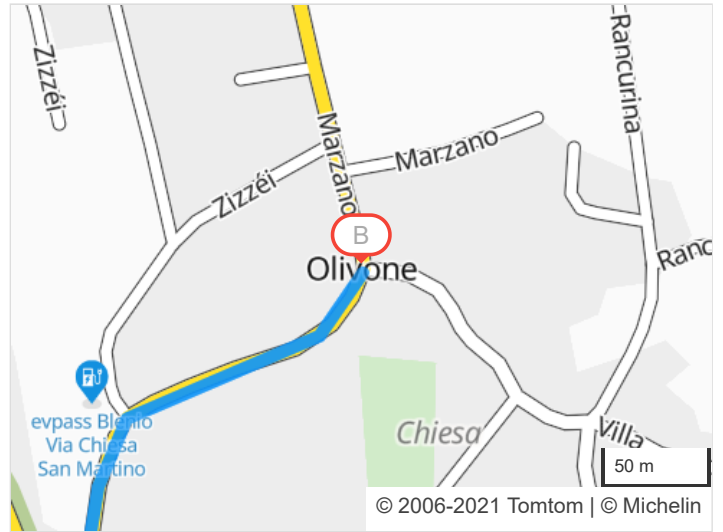 Zizzéi
Rancurina
Marzano
Marzano
Zizzéi
B
Olivone
Ranc
evpass Blenio
Via Chiesa
San Martino
Chiesa
Villa
50 m
© 2006-2021 Tomtom | © Michelin